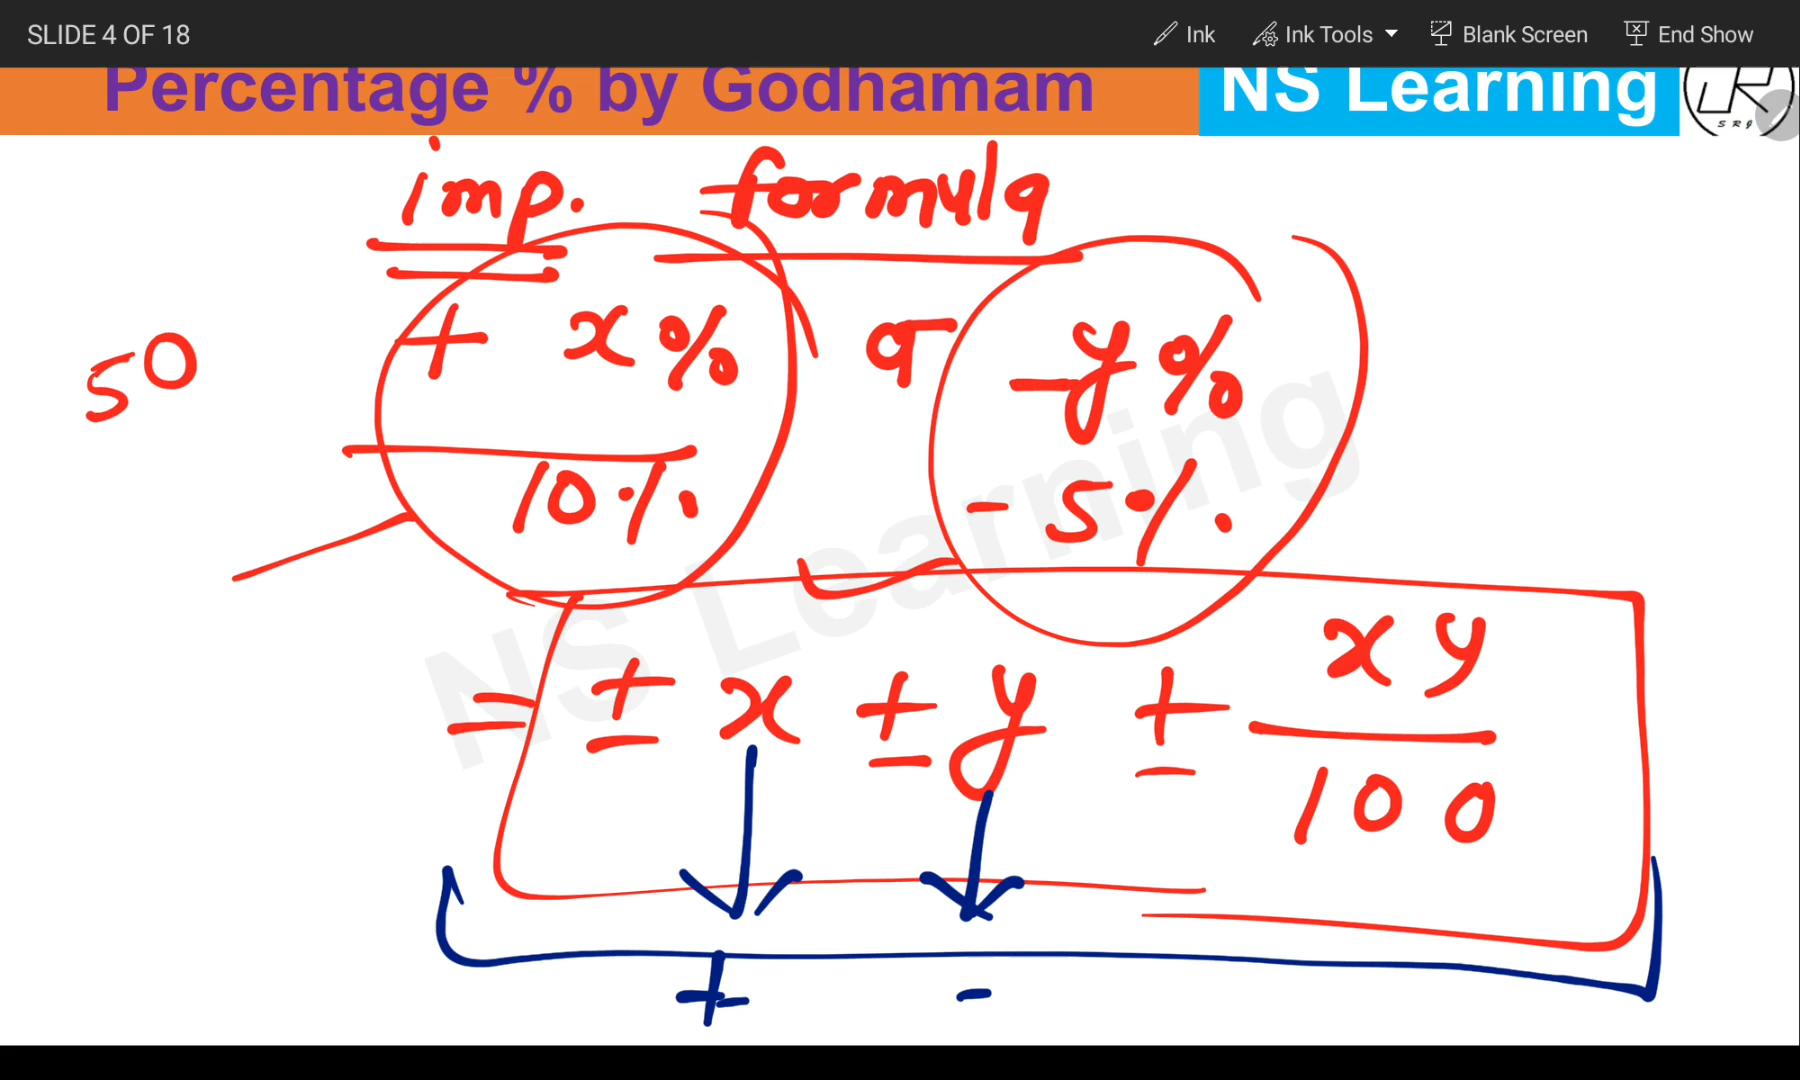 SLIDE 4 OF 18 Ink Ink Tools Blank Screen End Show
Percentage % by Godhamam NS Learning
SRJ
imp. formula
50 + x% -y%
10% - 5%
= ± x ± y ± xy/100
+ -
NS Learning